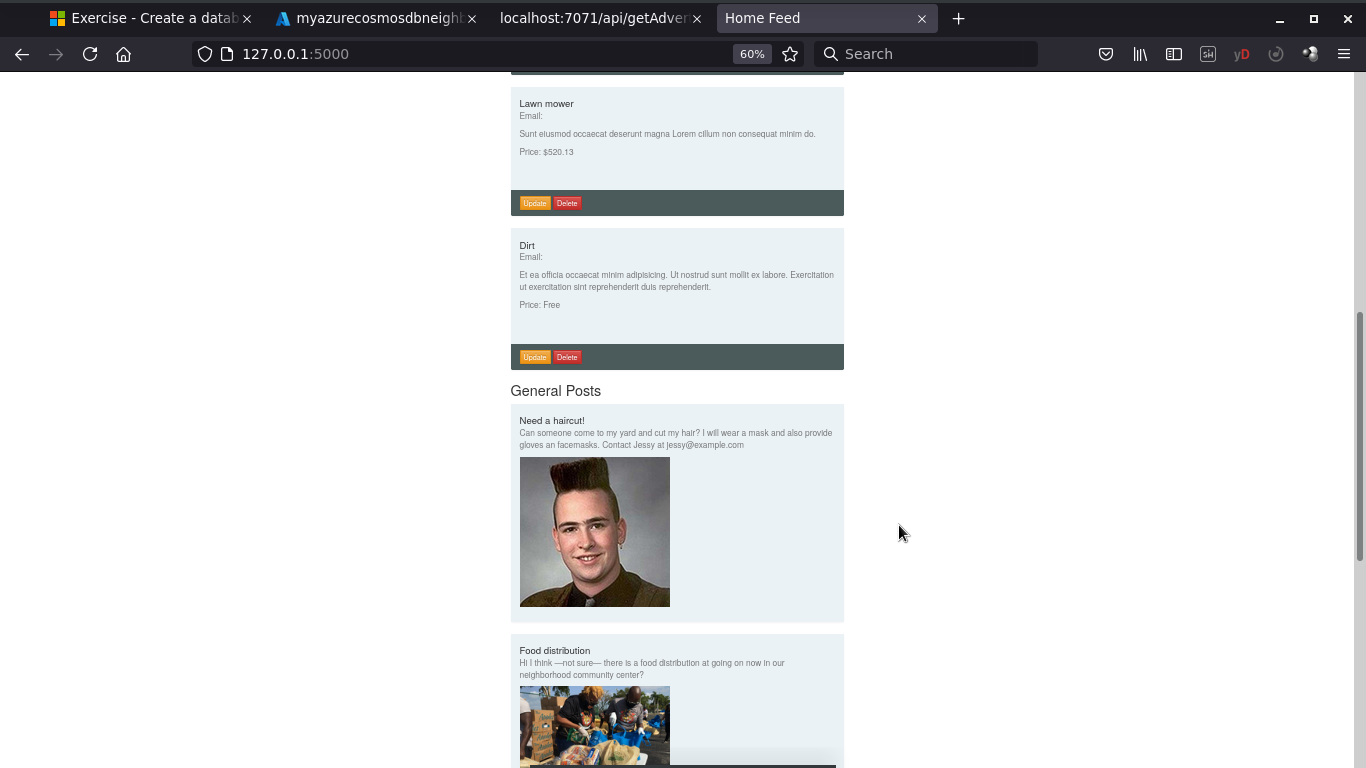 Exercise - Create a datab
myazurecosmosdbneighb
localhost:7071/api/getAdver
Home Feed
127.0.0.1:5000
60%
Search
SH
yD
Lawn mower
Email:
Sunt eiusmod occaecat deserunt magna Lorem cillum non consequat minim do.
Price: $520.13
Update Delete
Dirt
Email:
Et ea officia occaecat minim adipisicing. Ut nostrud sunt mollit ex labore. Exercitation
ut exercitation sint reprehenderit duis reprehenderit.
Price: Free
Update Delete
General Posts
Need a haircut!
Can someone come to my yard and cut my hair? I will wear a mask and also provide
gloves an facemasks. Contact Jessy at jessy@example.com
Food distribution
Hi I think —not sure— there is a food distribution at going on now in our
neighborhood community center?